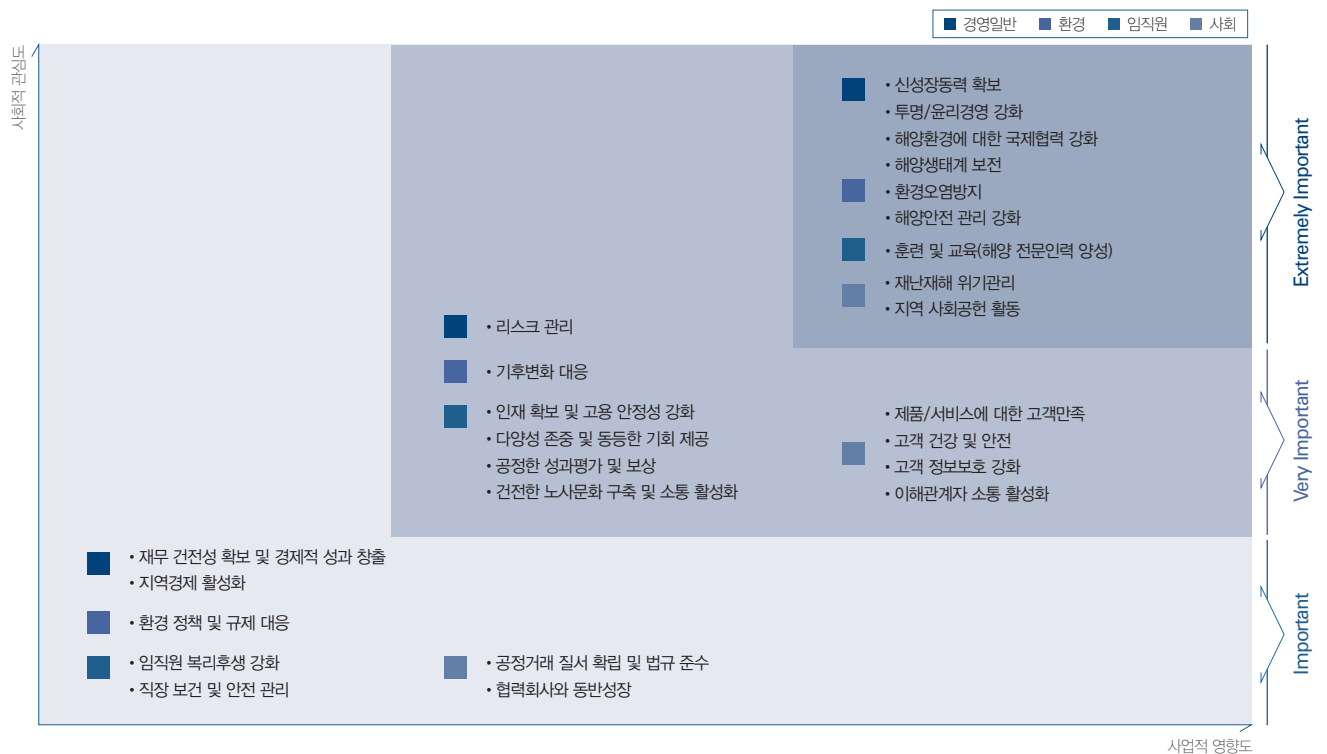 경영일반 환경 임직원 사회
사회적 관심도
• 신성장동력 확보
• 투명/윤리경영 강화
• 해양환경에 대한 국제협력 강화
• 해양생태계 보전
• 환경오염방지
• 해양안전 관리 강화
• 훈련 및 교육(해양 전문인력 양성)
• 재난재해 위기관리
• 지역 사회공헌 활동
Extremely Important
• 리스크 관리
• 기후변화 대응
• 인재 확보 및 고용 안정성 강화
• 다양성 존중 및 동등한 기회 제공
• 공정한 성과평가 및 보상
• 건전한 노사문화 구축 및 소통 활성화
• 제품/서비스에 대한 고객만족
• 고객 건강 및 안전
• 고객 정보보호 강화
• 이해관계자 소통 활성화
Very Important
• 재무 건전성 확보 및 경제적 성과 창출
• 지역경제 활성화
• 환경 정책 및 규제 대응
• 임직원 복리후생 강화
• 직장 보건 및 안전 관리
• 공정거래 질서 확립 및 법규 준수
• 협력회사와 동반성장
Important
사업적 영향도